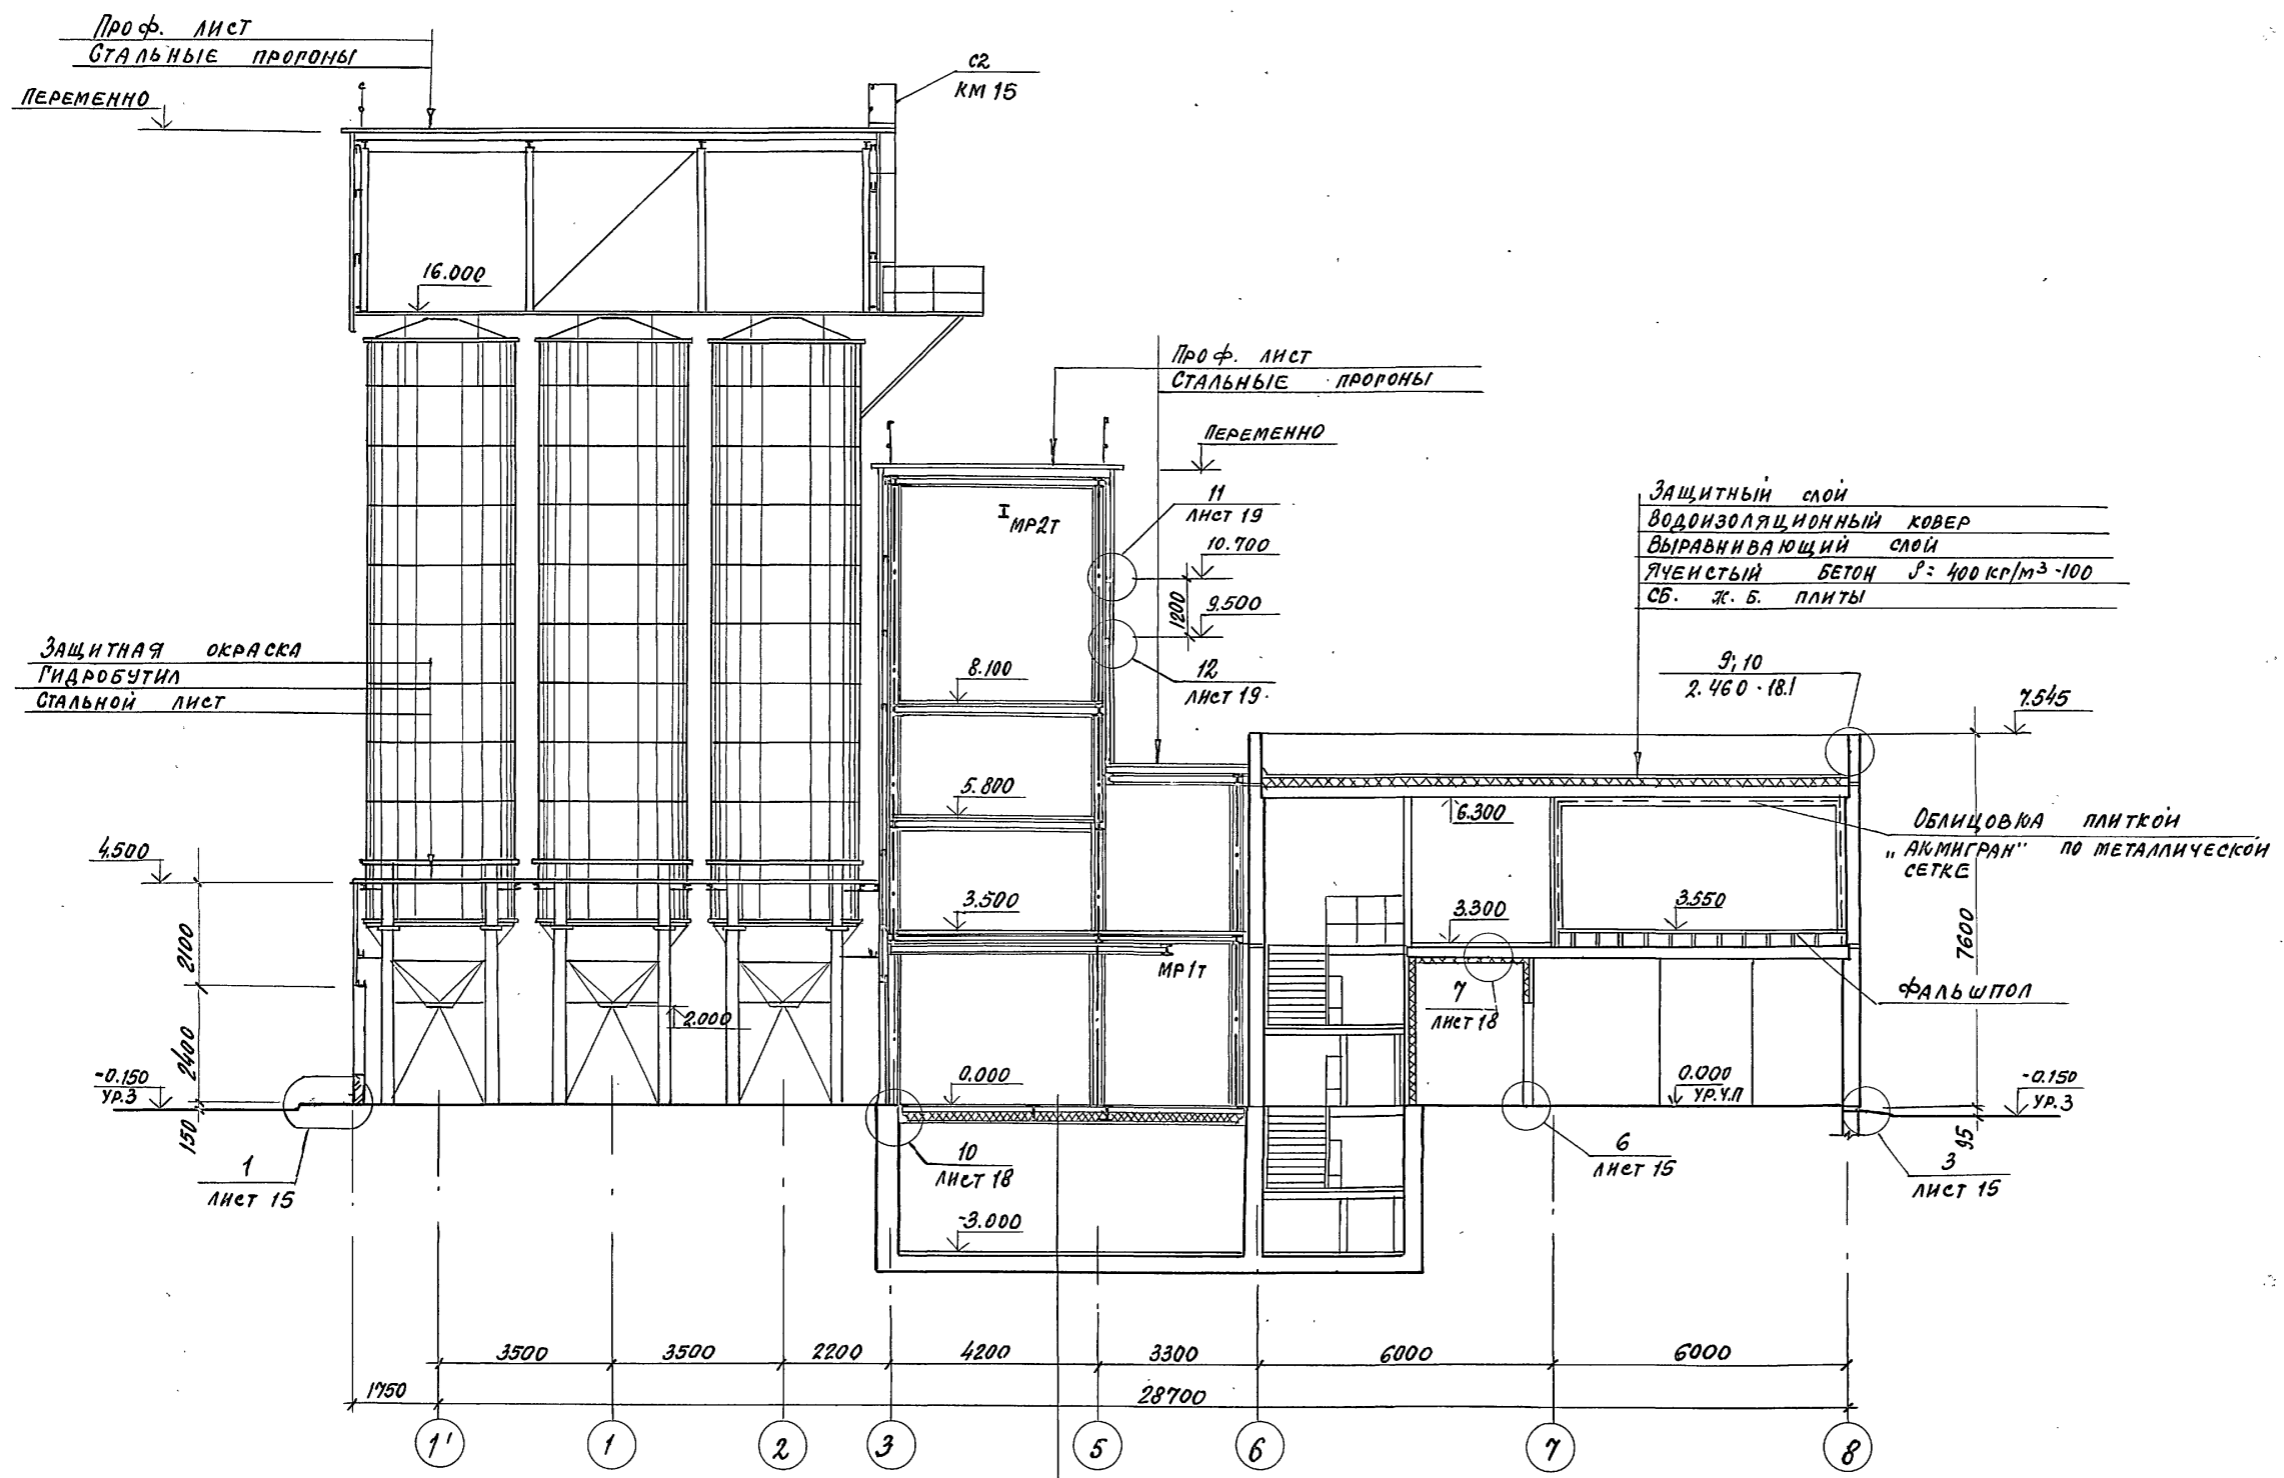 Проф. лист
Стальные прогоны
Переменно
с2
КМ 15
16.000
Проф. лист
Стальные прогоны
Переменно
11
лист 19
I МР2Т
10.700
1200
9.500
12
лист 19
Защитный слой
Водоизоляционный ковер
Выравнивающий слой
Ячеистый бетон ρ= 400 кг/м³ -100
Сб. ж. б. плиты
9; 10
2.460-18.1
7.545
Защитная окраска
Гидробутил
Стальной лист
8.100
5.800
6.300
Облицовка плиткой
„Акмигран" по металлической
сетке
4.500
3.500
3.300
3.550
7600
2100
МР1Т
7
лист 18
фальшпол
2.000
2400
-0.150
ур.з
0.000
0.000
ур.ч.п
-0.150
ур.з
150
95
1
лист 15
10
лист 18
6
лист 15
3
лист 15
-3.000
3500 3500 2200 4200 3300 6000 6000
1750 28700
1' 1 2 3 5 6 7 8